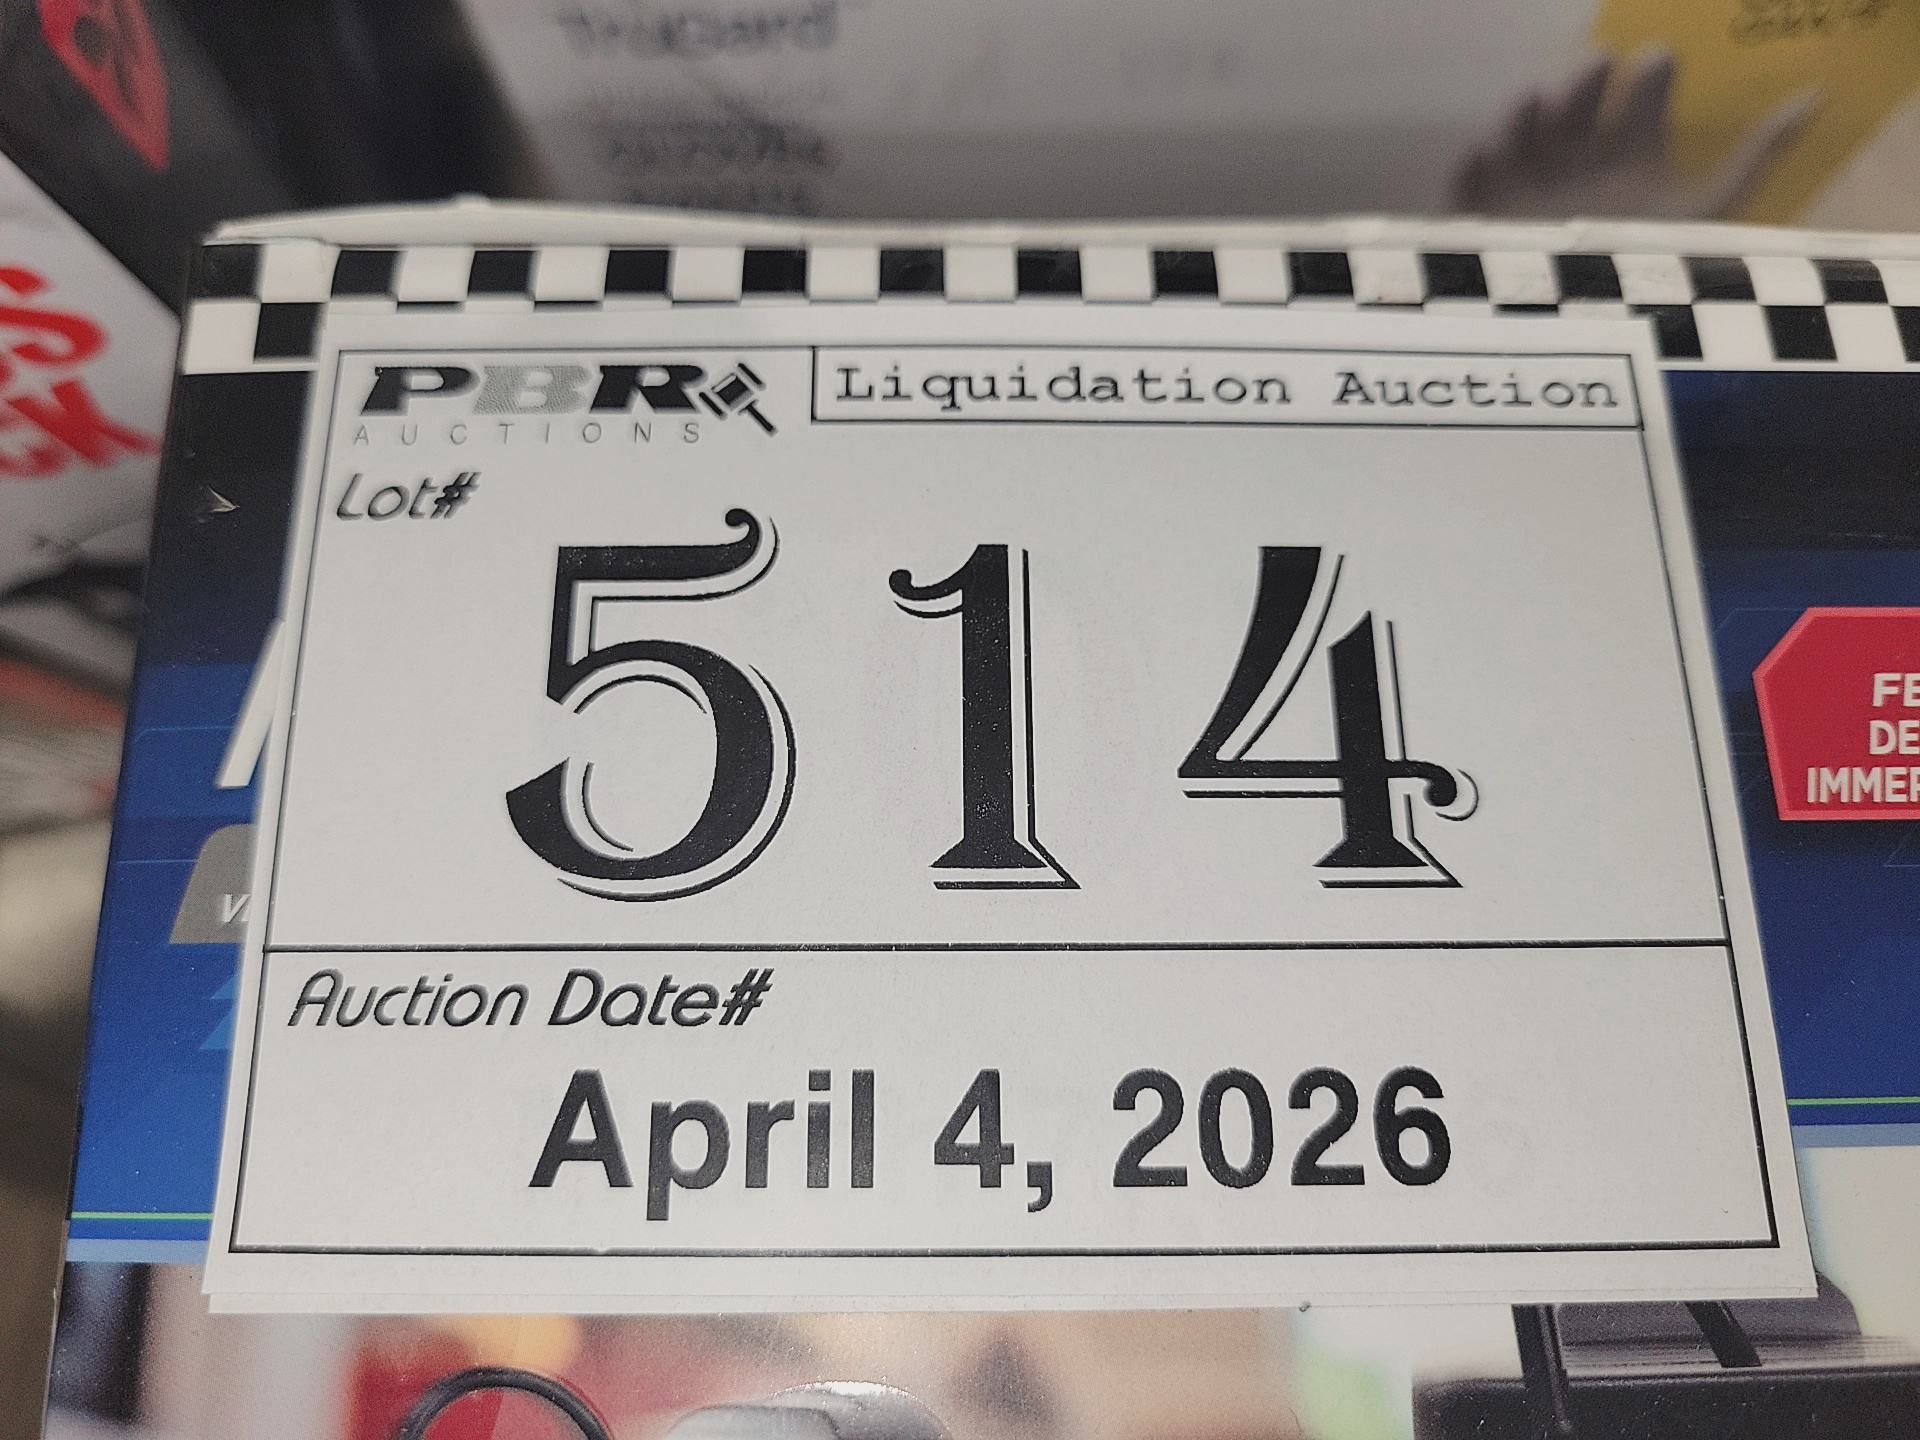 PBR
AUCTIONS
Liquidation Auction
Lot#
514
Auction Date#
April 4, 2026
FE
DE
IMMER